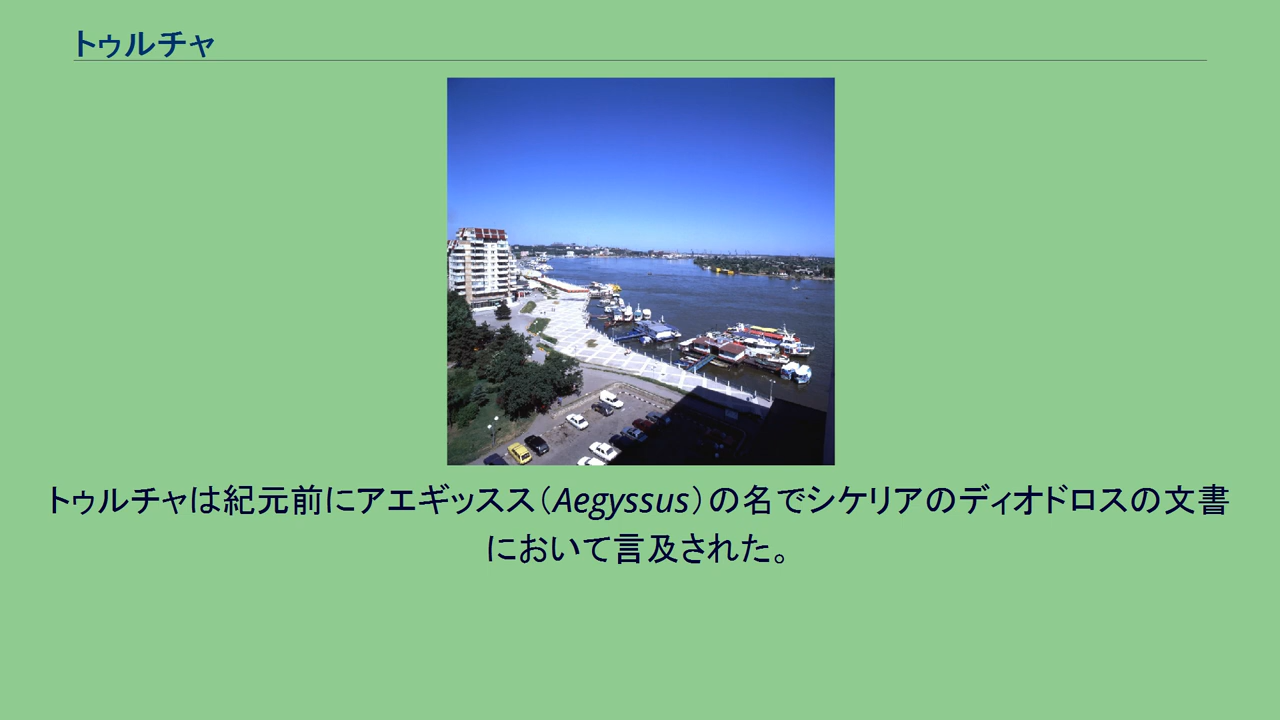 トゥルチャ
トゥルチャは紀元前にアエギッスス（Aegyssus）の名でシケリアのディオドロスの文書
において言及された。